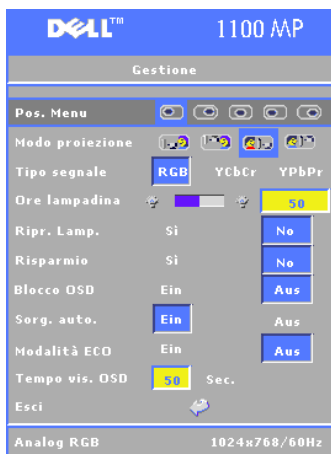 DELL™ 1100 MP
Gestione
Pos. Menu
Modo proiezione
Tipo segnale RGB YCbCr YPbPr
Ore lampadina 50
Ripr. Lamp. Sì No
Risparmio Sì No
Blocco OSD Ein Aus
Sorg. auto. Ein Aus
Modalità ECO Ein Aus
Tempo vis. OSD 50 Sec.
Esci
Analog RGB 1024x768/60Hz